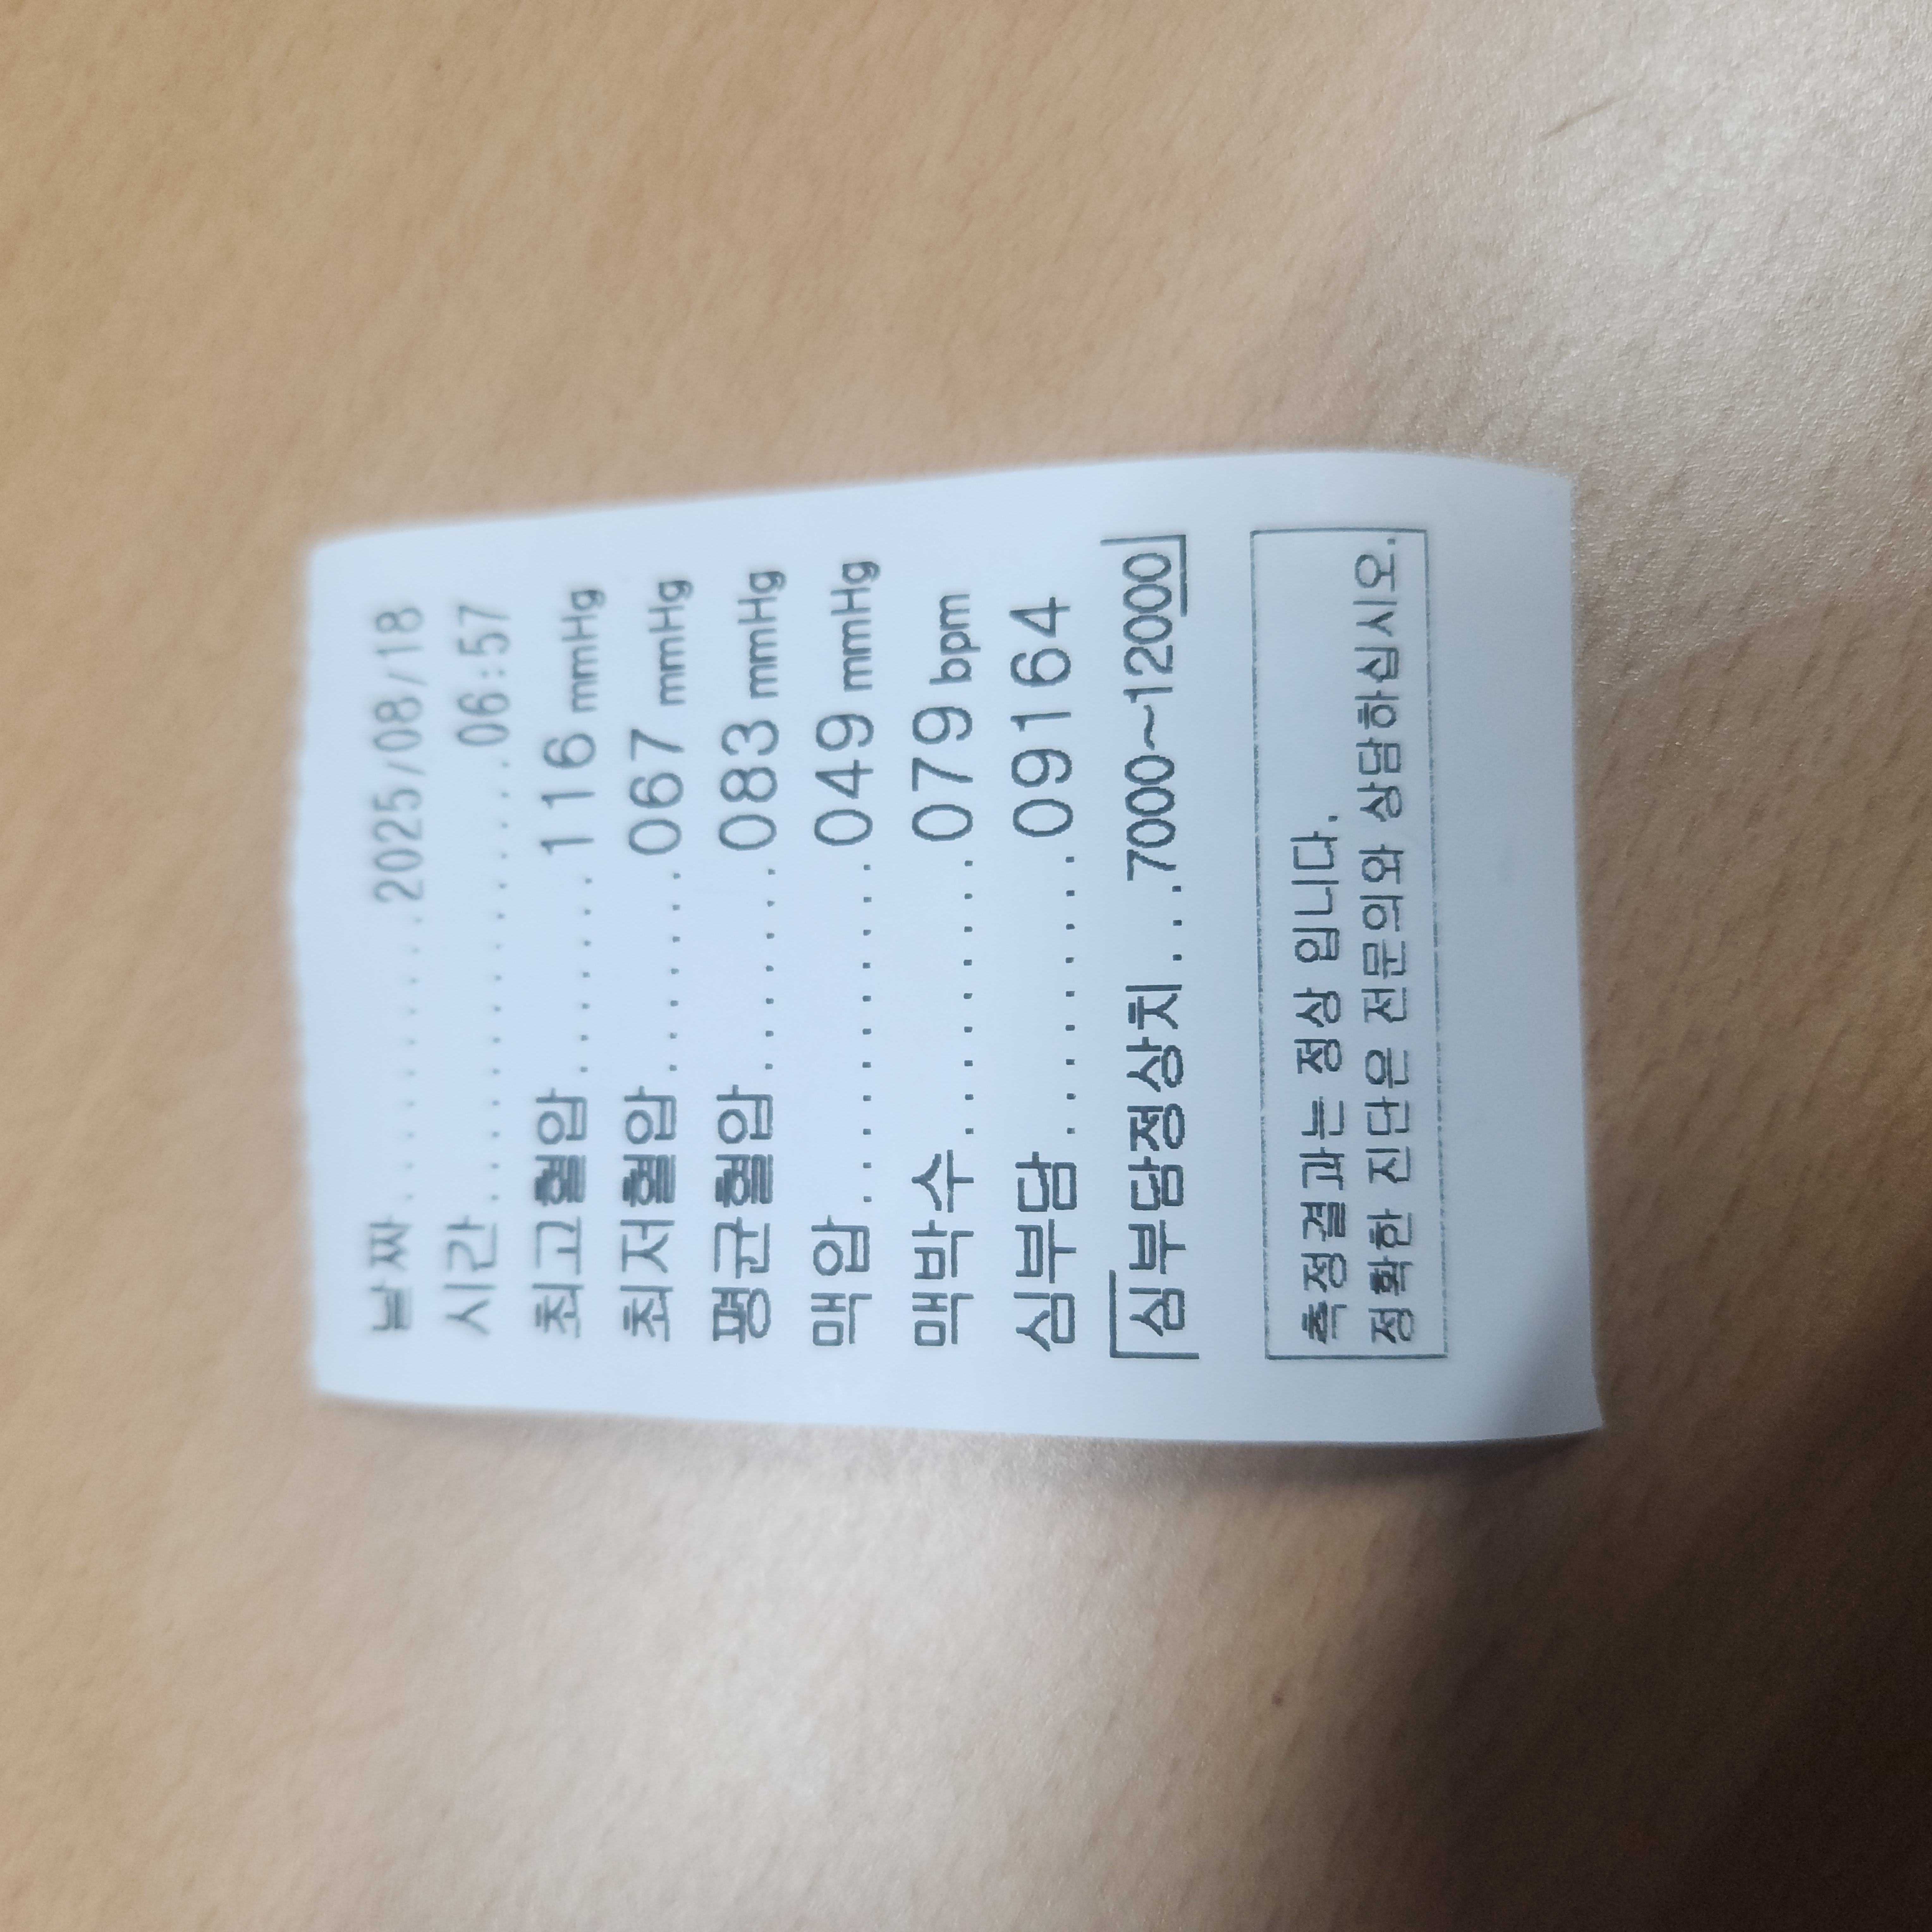 날짜..........2025/08/18
시간.............06:57
최고혈압.......116 mmHg
최저혈압.......067 mmHg
평균혈압.......083 mmHg
맥압...........049 mmHg
맥박수.........079 bpm
심부담.........09164
심부담정상치...7000~12000
측정결과는 정상 입니다.
정확한 진단은 전문의와 상담하십시오.